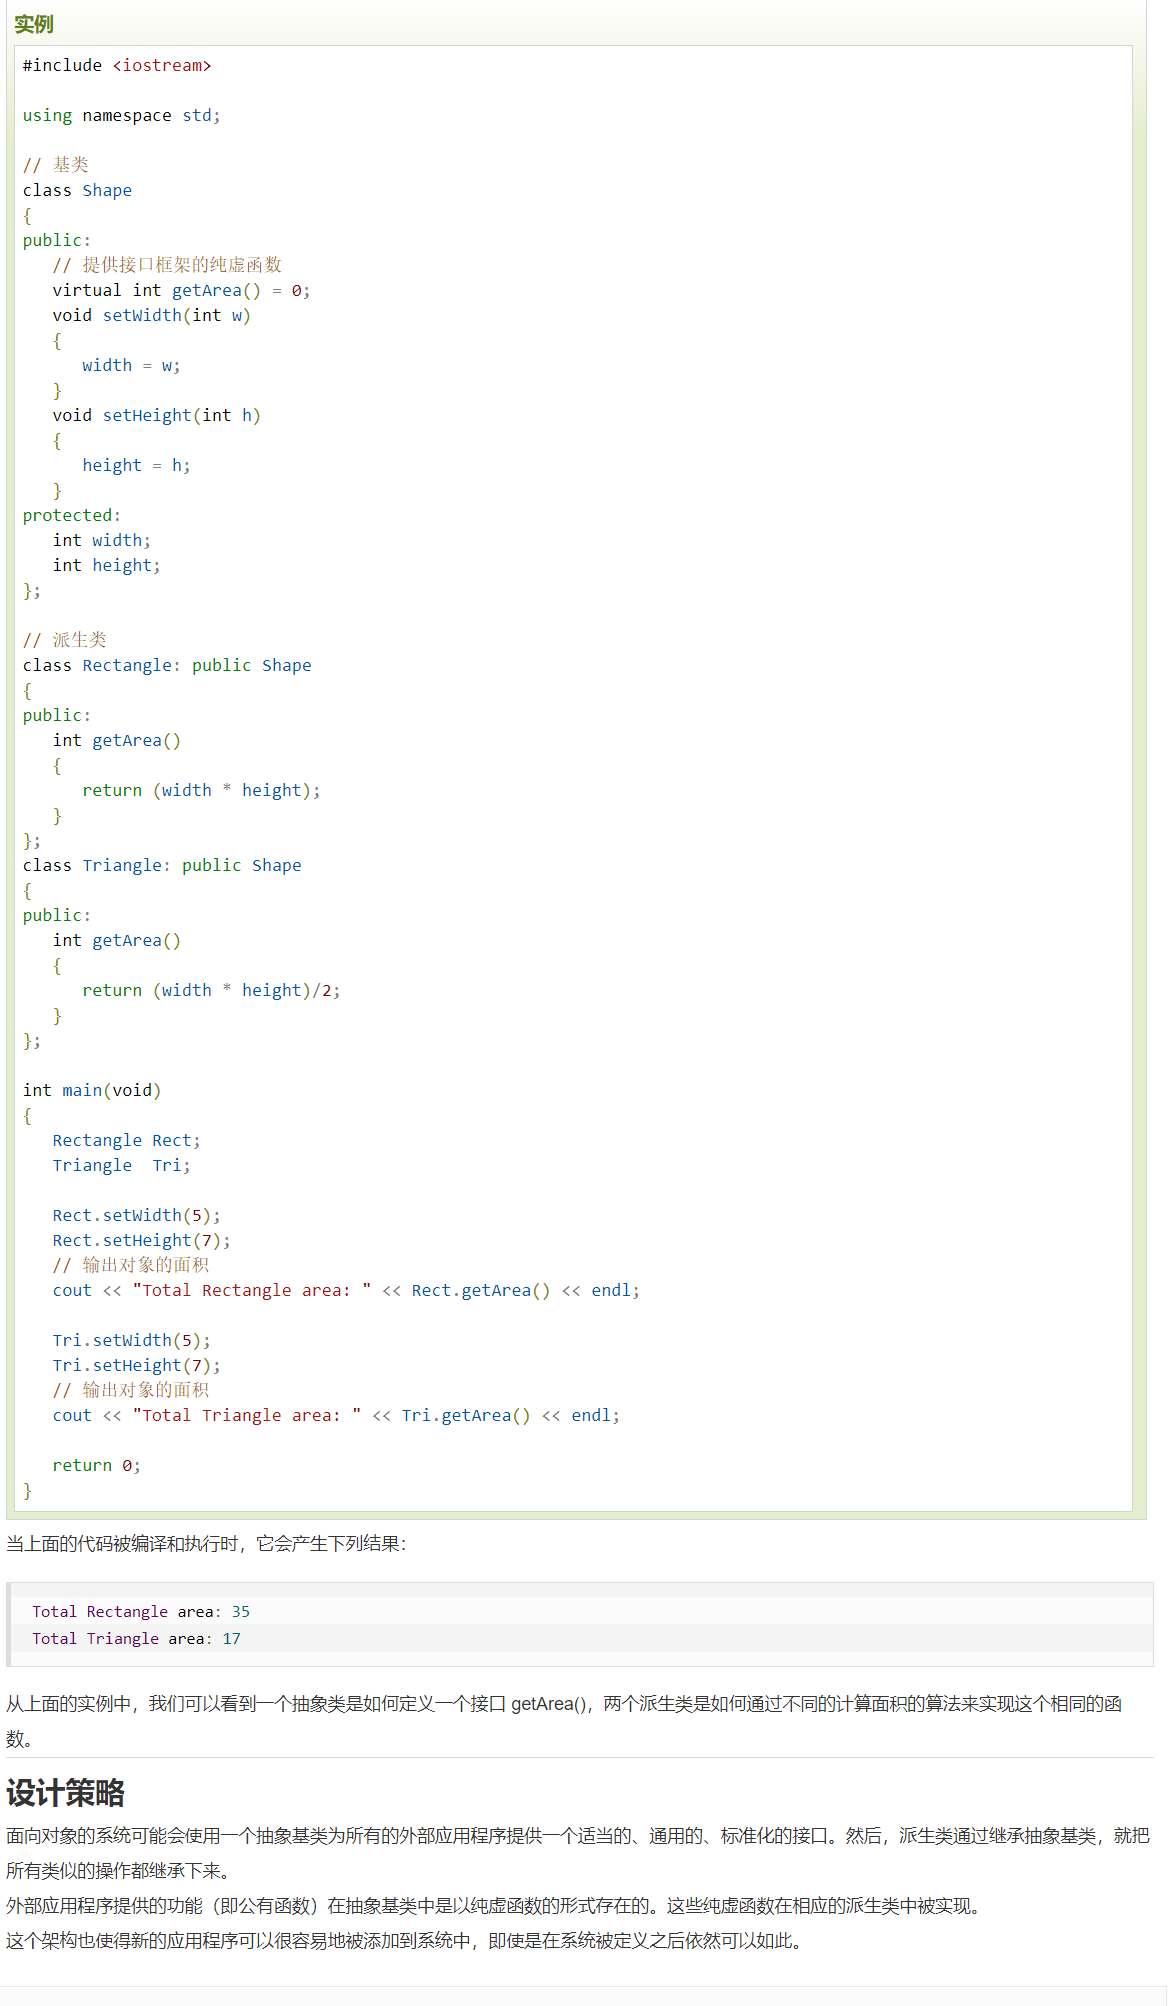 实例
#include <iostream>
using namespace std;
// 基类
class Shape
{
public:
   // 提供接口框架的纯虚函数
   virtual int getArea() = 0;
   void setWidth(int w)
   {
      width = w;
   }
   void setHeight(int h)
   {
      height = h;
   }
protected:
   int width;
   int height;
};
// 派生类
class Rectangle: public Shape
{
public:
   int getArea()
   {
      return (width * height);
   }
};
class Triangle: public Shape
{
public:
   int getArea()
   {
      return (width * height)/2;
   }
};
int main(void)
{
   Rectangle Rect;
   Triangle  Tri;
   Rect.setWidth(5);
   Rect.setHeight(7);
   // 输出对象的面积
   cout << "Total Rectangle area: " << Rect.getArea() << endl;
   Tri.setWidth(5);
   Tri.setHeight(7);
   // 输出对象的面积
   cout << "Total Triangle area: " << Tri.getArea() << endl;
   return 0;
}
当上面的代码被编译和执行时，它会产生下列结果：
Total Rectangle area: 35
Total Triangle area: 17
从上面的实例中，我们可以看到一个抽象类是如何定义一个接口 getArea()，两个派生类是如何通过不同的计算面积的算法来实现这个相同的函
数。
设计策略
面向对象的系统可能会使用一个抽象基类为所有的外部应用程序提供一个适当的、通用的、标准化的接口。然后，派生类通过继承抽象基类，就把
所有类似的操作都继承下来。
外部应用程序提供的功能（即公有函数）在抽象基类中是以纯虚函数的形式存在的。这些纯虚函数在相应的派生类中被实现。
这个架构也使得新的应用程序可以很容易地被添加到系统中，即使是在系统被定义之后依然可以如此。